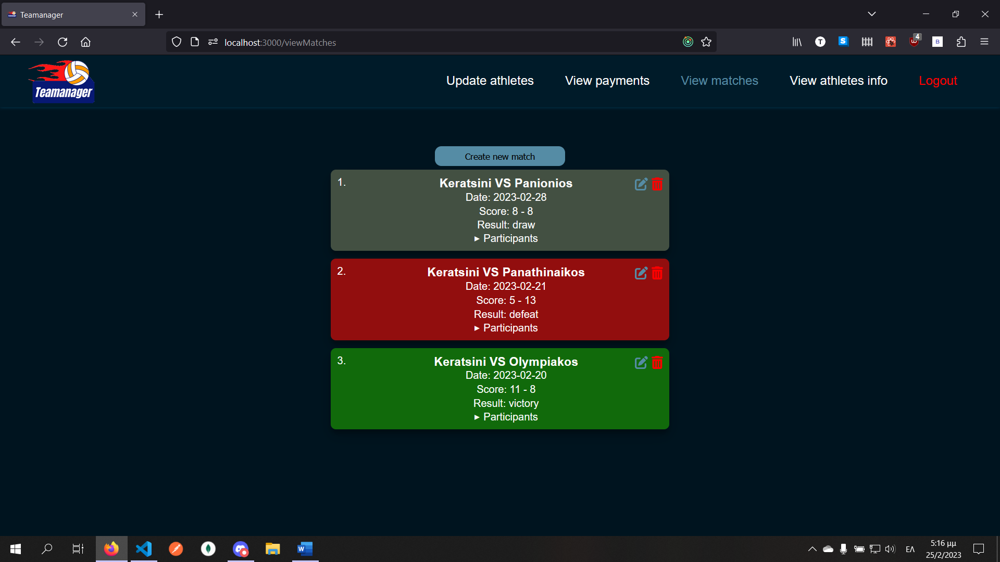 Teamanager
localhost:3000/viewMatches
T
S
4
B
Teamanager
Update athletes
View payments
View matches
View athletes info
Logout
Create new match
1.
Keratsini VS Panionios
Date: 2023-02-28
Score: 8 - 8
Result: draw
▸ Participants
2.
Keratsini VS Panathinaikos
Date: 2023-02-21
Score: 5 - 13
Result: defeat
▸ Participants
3.
Keratsini VS Olympiakos
Date: 2023-02-20
Score: 11 - 8
Result: victory
▸ Participants
W
ΕΛ
5:16 μμ
25/2/2023